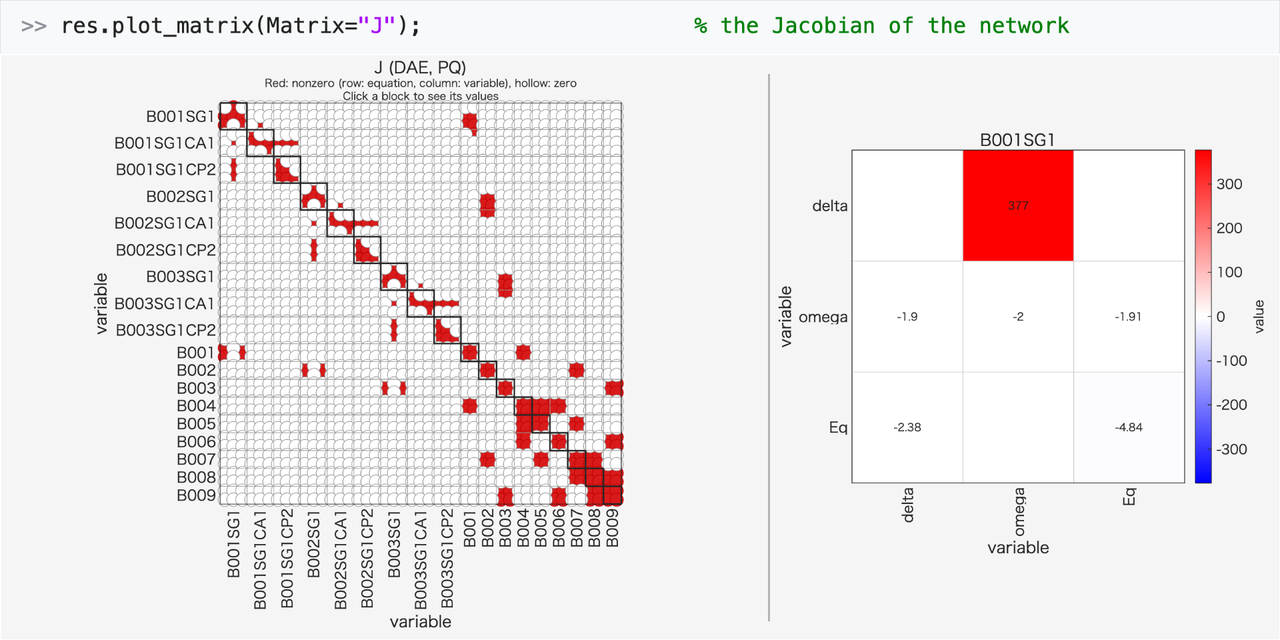 >> res.plot_matrix(Matrix="J"); % the Jacobian of the network
J (DAE, PQ)
Red: nonzero (row: equation, column: variable), hollow: zero
Click a block to see its values
B001SG1
B001SG1CA1
B001SG1CP2
B002SG1
B002SG1CA1
B002SG1CP2
B003SG1
B003SG1CA1
B003SG1CP2
B001
B002
B003
B004
B005
B006
B007
B008
B009
variable
B001SG1
B001SG1CA1
B001SG1CP2
B002SG1
B002SG1CA1
B002SG1CP2
B003SG1
B003SG1CA1
B003SG1CP2
B001
B002
B003
B004
B005
B006
B007
B008
B009
variable
B001SG1
delta
377
omega
-1.9
-2
-1.91
Eq
-2.38
-4.84
variable
delta
omega
Eq
variable
300
200
100
0
-100
-200
-300
value